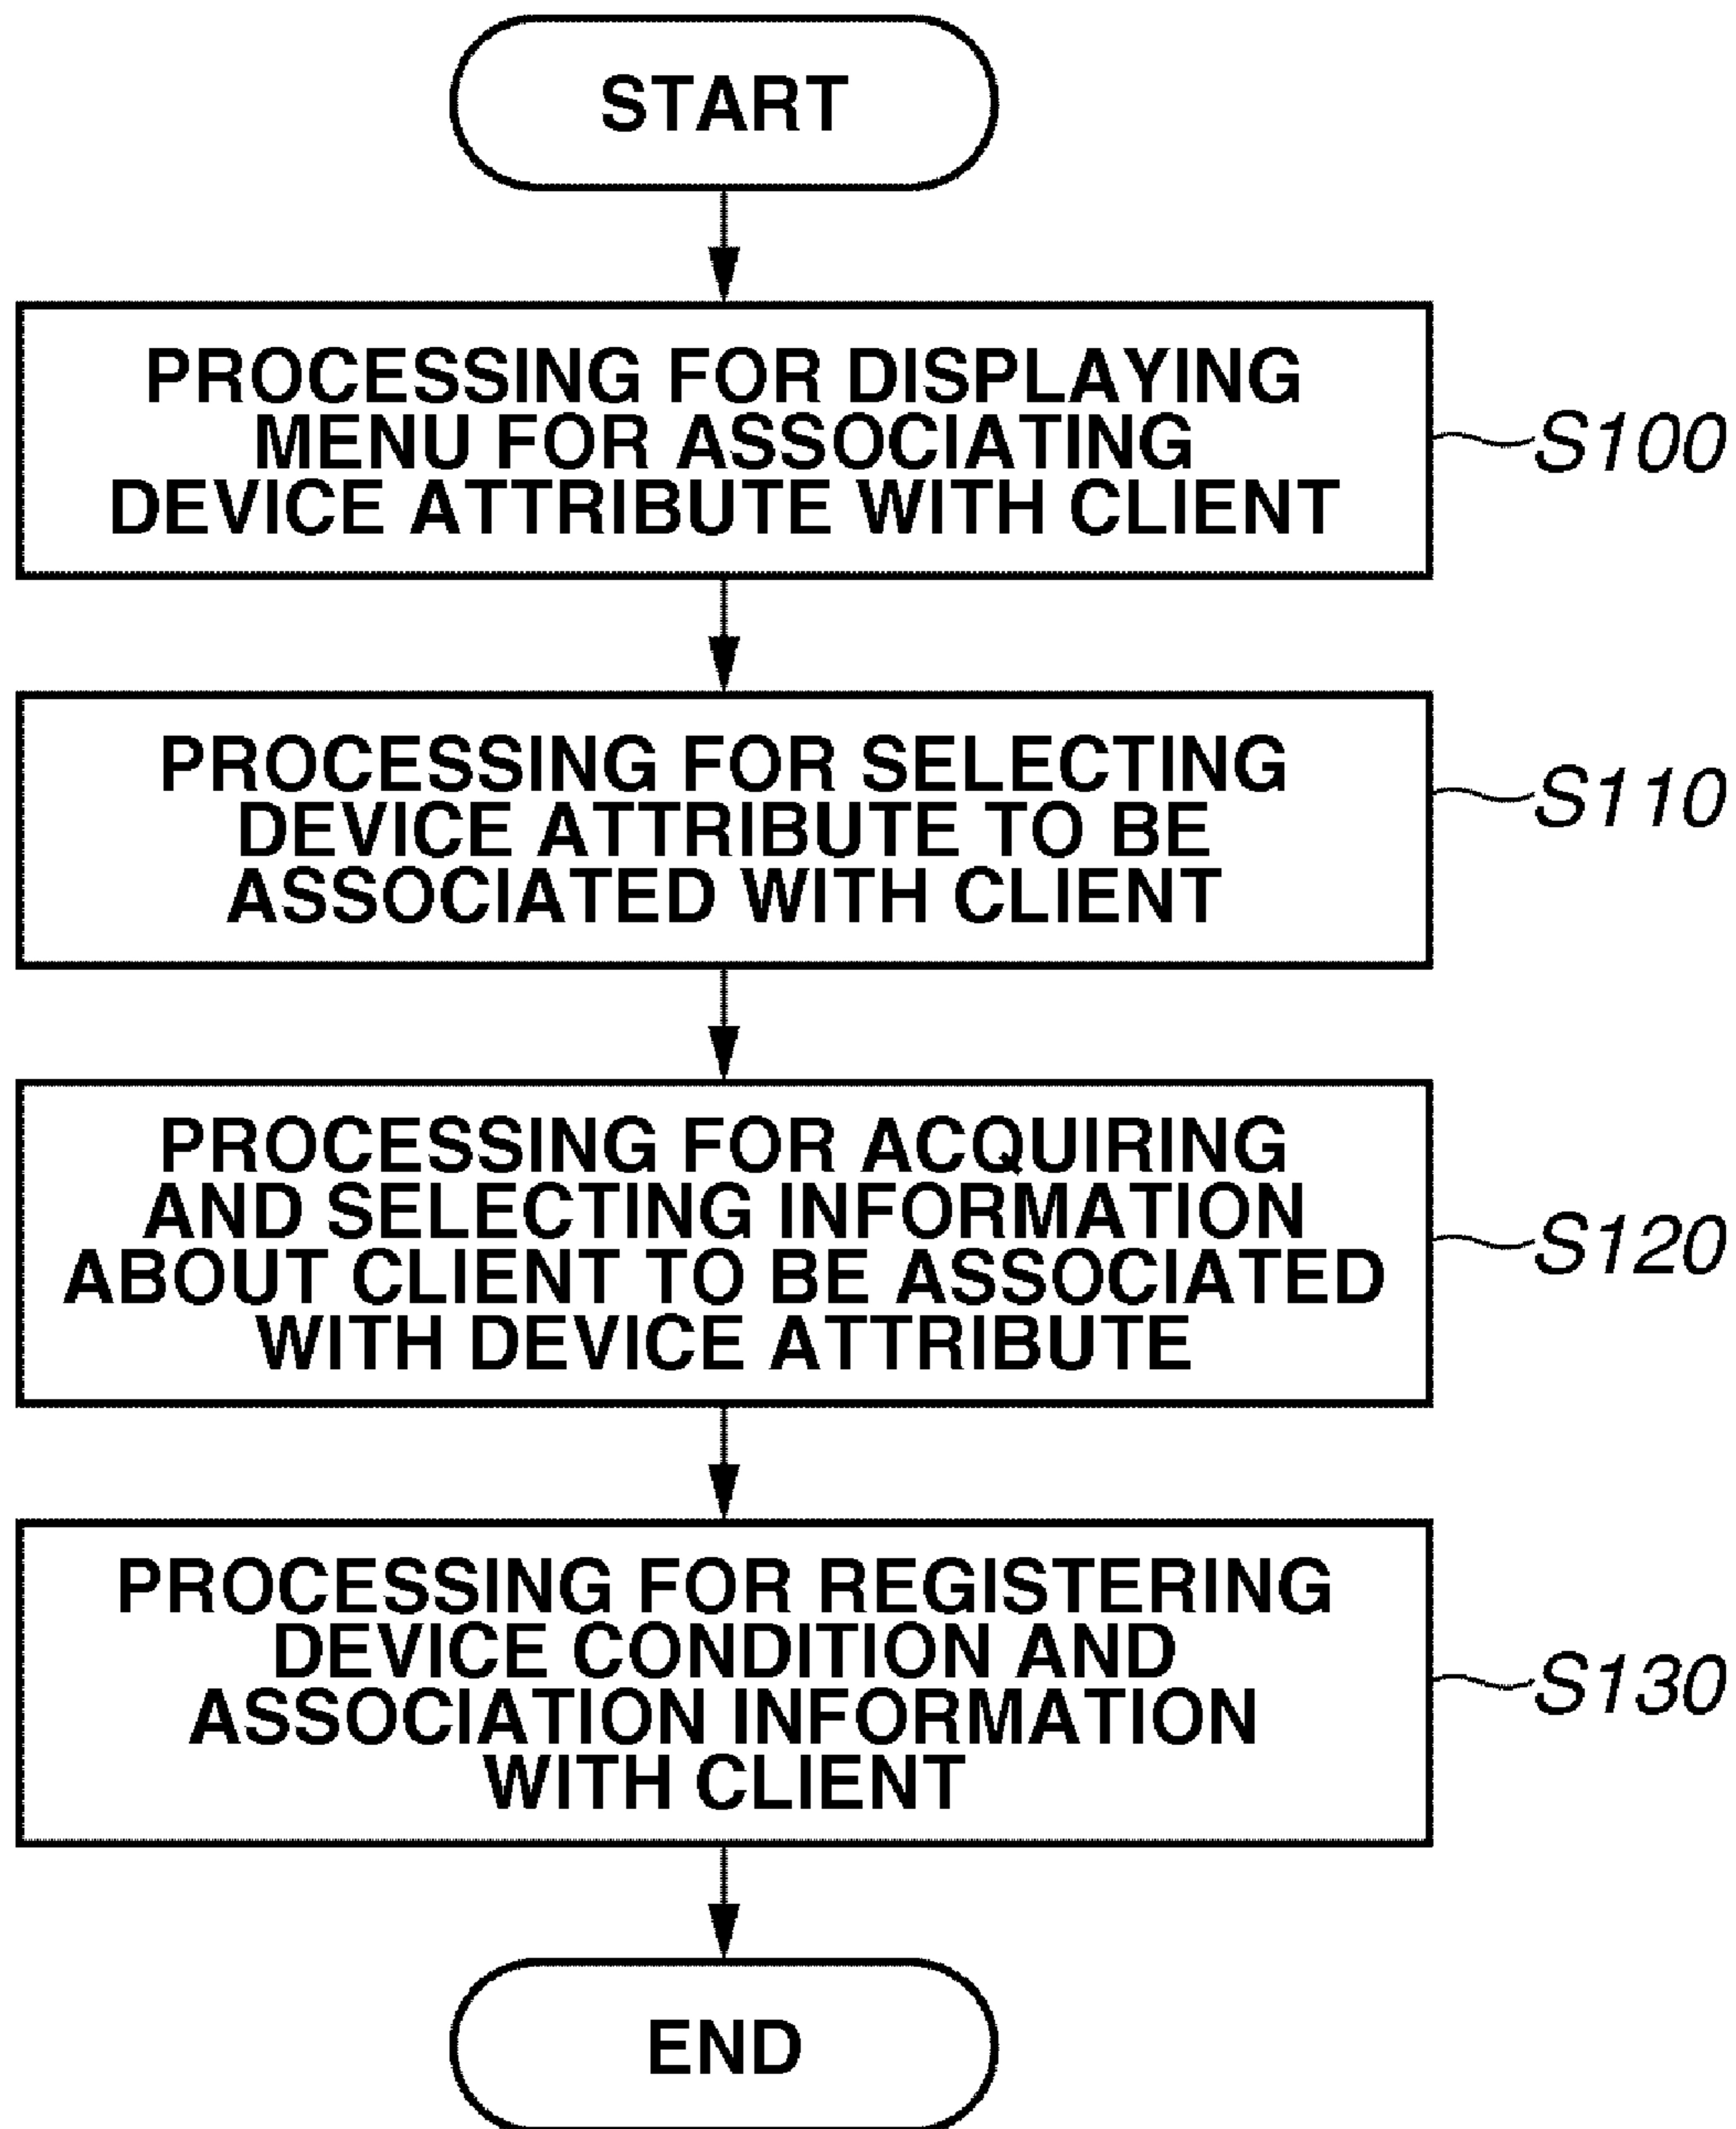 START
PROCESSING FOR DISPLAYING
MENU FOR ASSOCIATING
DEVICE ATTRIBUTE WITH CLIENT
S100
PROCESSING FOR SELECTING
DEVICE ATTRIBUTE TO BE
ASSOCIATED WITH CLIENT
S110
PROCESSING FOR ACQUIRING
AND SELECTING INFORMATION
ABOUT CLIENT TO BE ASSOCIATED
WITH DEVICE ATTRIBUTE
S120
PROCESSING FOR REGISTERING
DEVICE CONDITION AND
ASSOCIATION INFORMATION
WITH CLIENT
S130
END